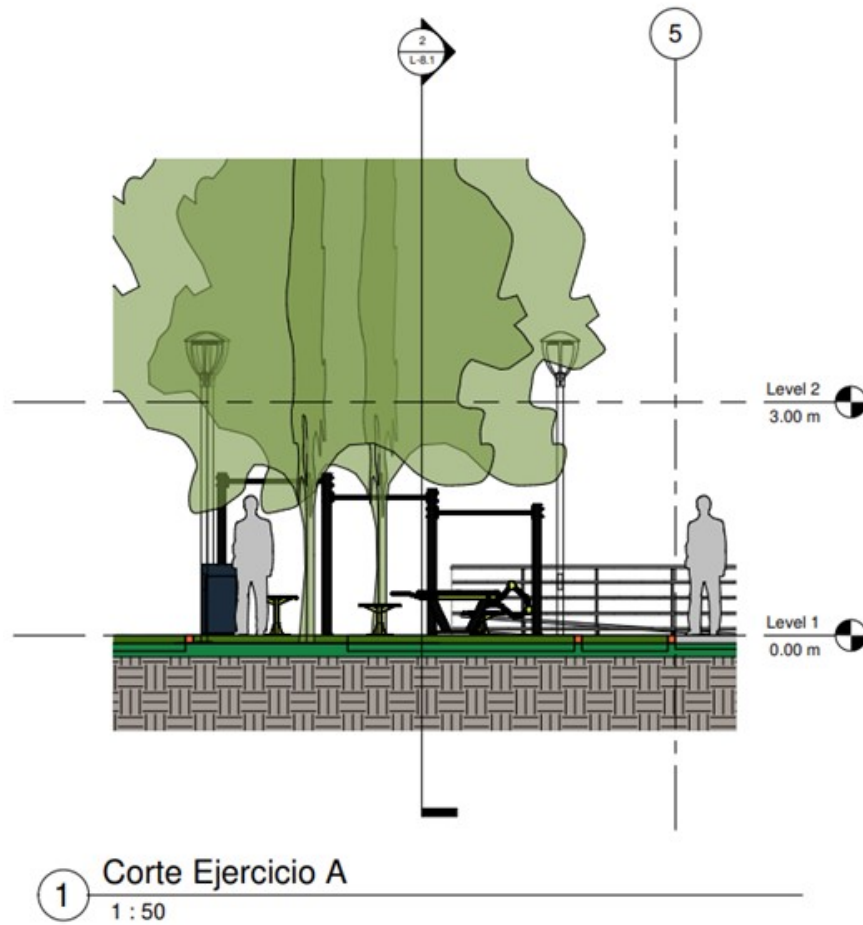 2
L-8.1
5
Level 2
3.00 m
Level 1
0.00 m
1
Corte Ejercicio A
1 : 50